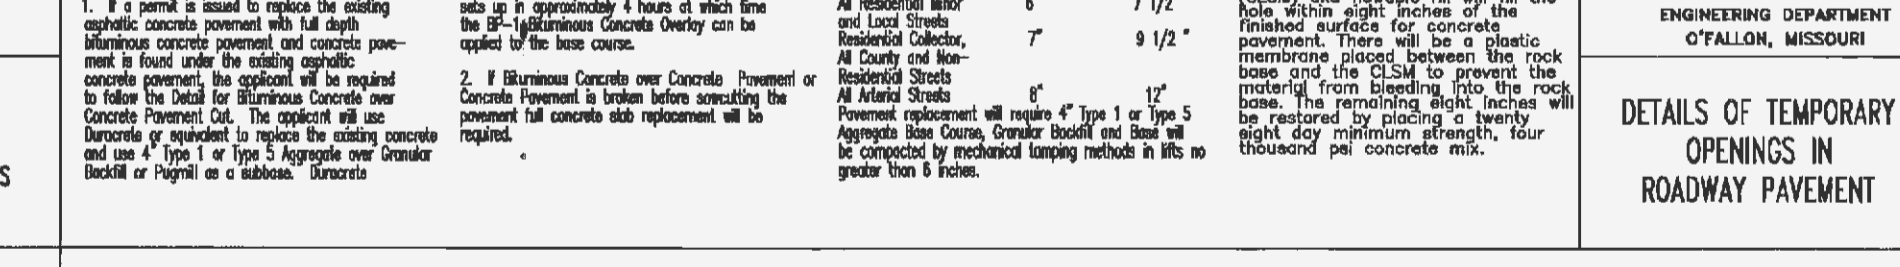 1. If a permit is issued to replace the existing
asphaltic concrete pavement with full depth
bituminous concrete pavement and concrete pave-
ment is found under the existing asphaltic
concrete pavement, the applicant will be required
to follow the Detail for Bituminous Concrete over
Concrete Pavement Cut. The applicant will use
Duracrete or equivalent to replace the existing concrete
and use 4" Type 1 or Type 5 Aggregate over Granular
Backfill or Pugmill as a subbase. Duracrete
sets up in approximately 4 hours at which time
the BP-1 Bituminous Concrete Overlay can be
applied to the base course.
2. If Bituminous Concrete over Concrete Pavement or
Concrete Pavement is broken before sawcutting the
pavement full concrete slab replacement will be
required.
All Residential Minor 6" 7 1/2"
and Local Streets
Residential Collector, 7" 9 1/2 "
All County and Non-
Residential Streets
All Arterial Streets 8" 12"
Pavement replacement will require 4" Type 1 or Type 5
Aggregate Base Course, Granular Backfill and Base will
be compacted by mechanical tamping methods in lifts no
greater than 6 inches.
hole within eight inches of the
finished surface for concrete
pavement. There will be a plastic
membrane placed between the rock
base and the CLSM to prevent the
material from bleeding into the rock
base. The remaining eight inches will
be restored by placing a twenty
eight day minimum strength, four
thousand psi concrete mix.
ENGINEERING DEPARTMENT
O'FALLON, MISSOURI
DETAILS OF TEMPORARY
OPENINGS IN
ROADWAY PAVEMENT
S